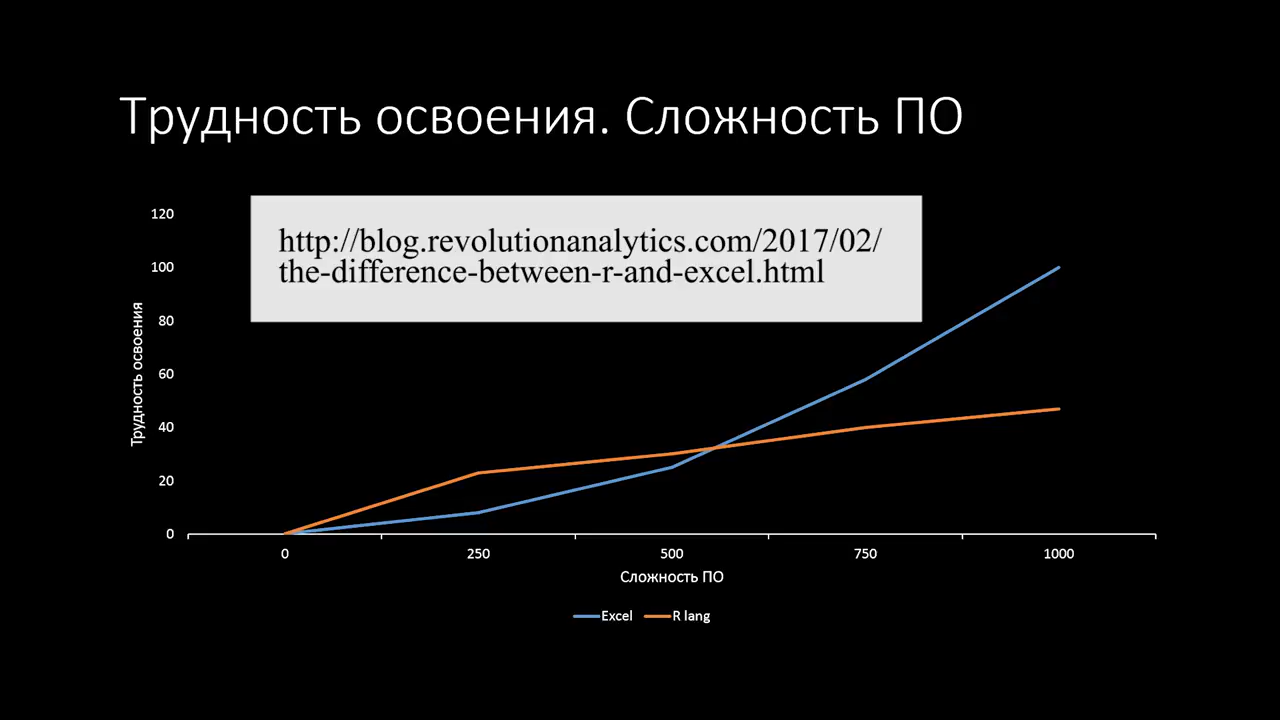 Трудность освоения. Сложность ПО
http://blog.revolutionanalytics.com/2017/02/
the-difference-between-r-and-excel.html
120
100
80
60
40
20
0
Трудность освоения
0 250 500 750 1000
Сложность ПО
Excel R lang